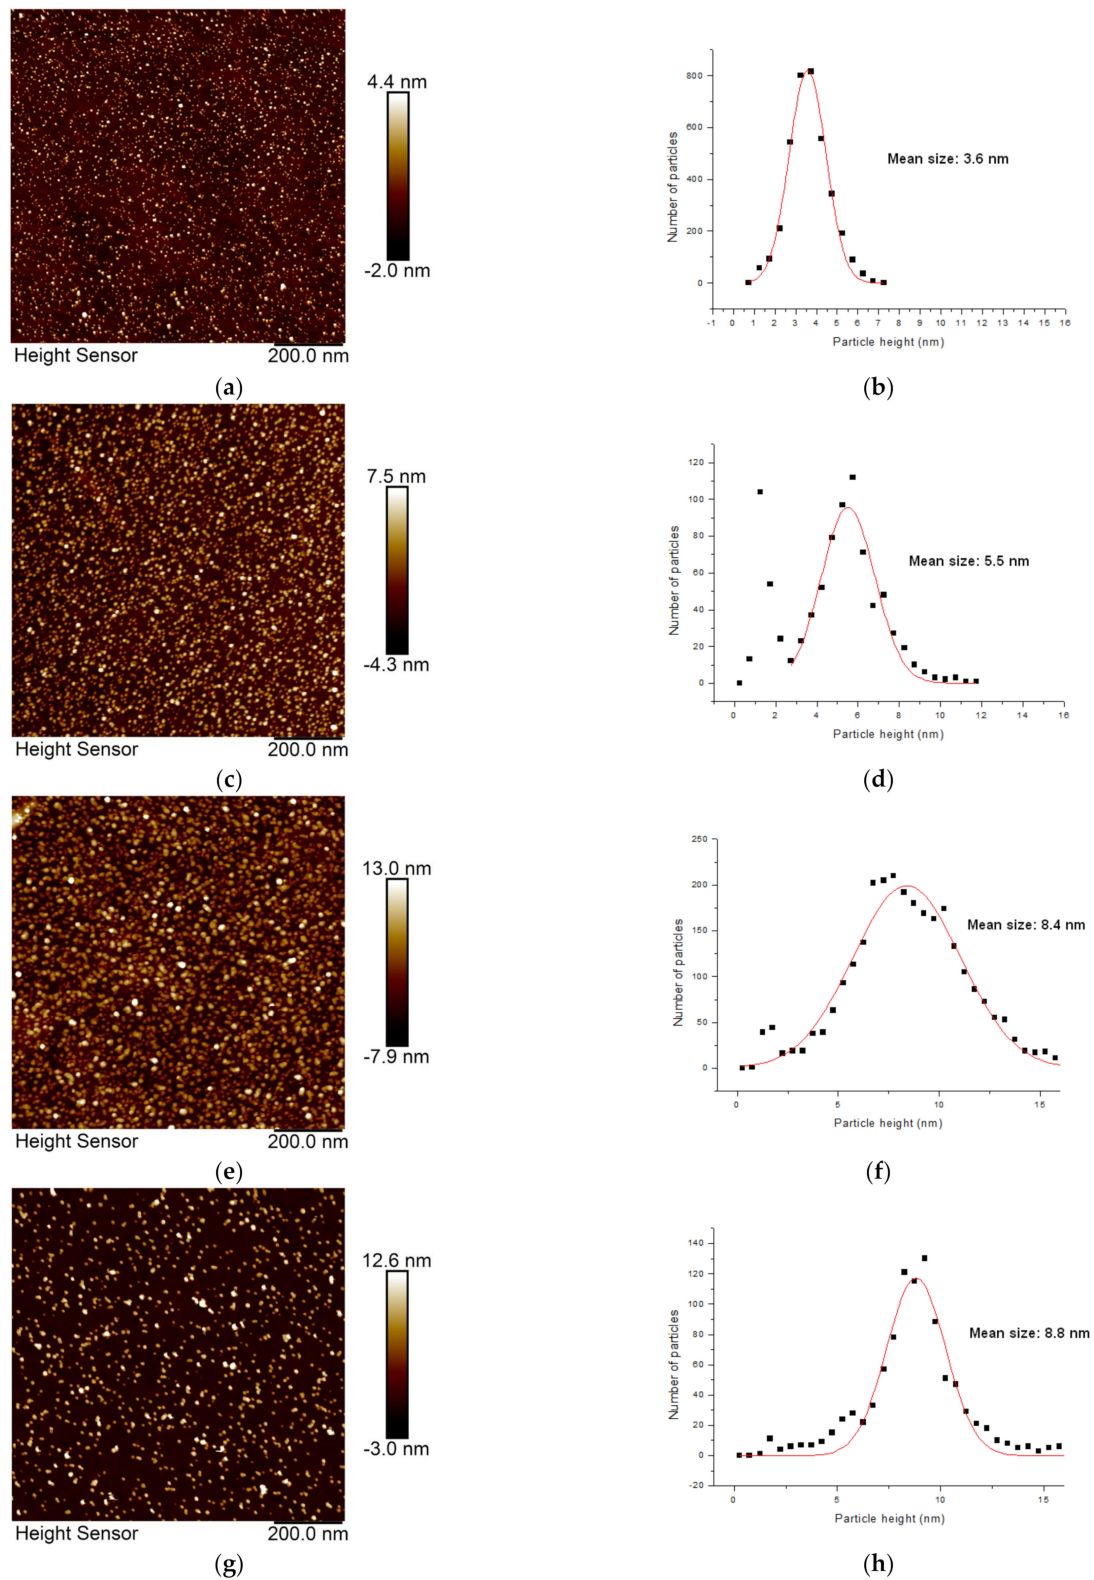 4.4 nm
-2.0 nm
Height Sensor
200.0 nm
(a)
800
600
400
200
0
Number of particles
Mean size: 3.6 nm
-1 0 1 2 3 4 5 6 7 8 9 10 11 12 13 14 15 16
Particle height (nm)
(b)
7.5 nm
-4.3 nm
Height Sensor
200.0 nm
(c)
120
100
80
60
40
20
0
Number of particles
Mean size: 5.5 nm
0 2 4 6 8 10 12 14 16
Particle height (nm)
(d)
13.0 nm
-7.9 nm
Height Sensor
200.0 nm
(e)
250
200
150
100
50
0
Number of particles
Mean size: 8.4 nm
0 5 10 15
Particle height (nm)
(f)
12.6 nm
-3.0 nm
Height Sensor
200.0 nm
(g)
140
120
100
80
60
40
20
0
-20
Number of particles
Mean size: 8.8 nm
0 5 10 15
Particle height (nm)
(h)